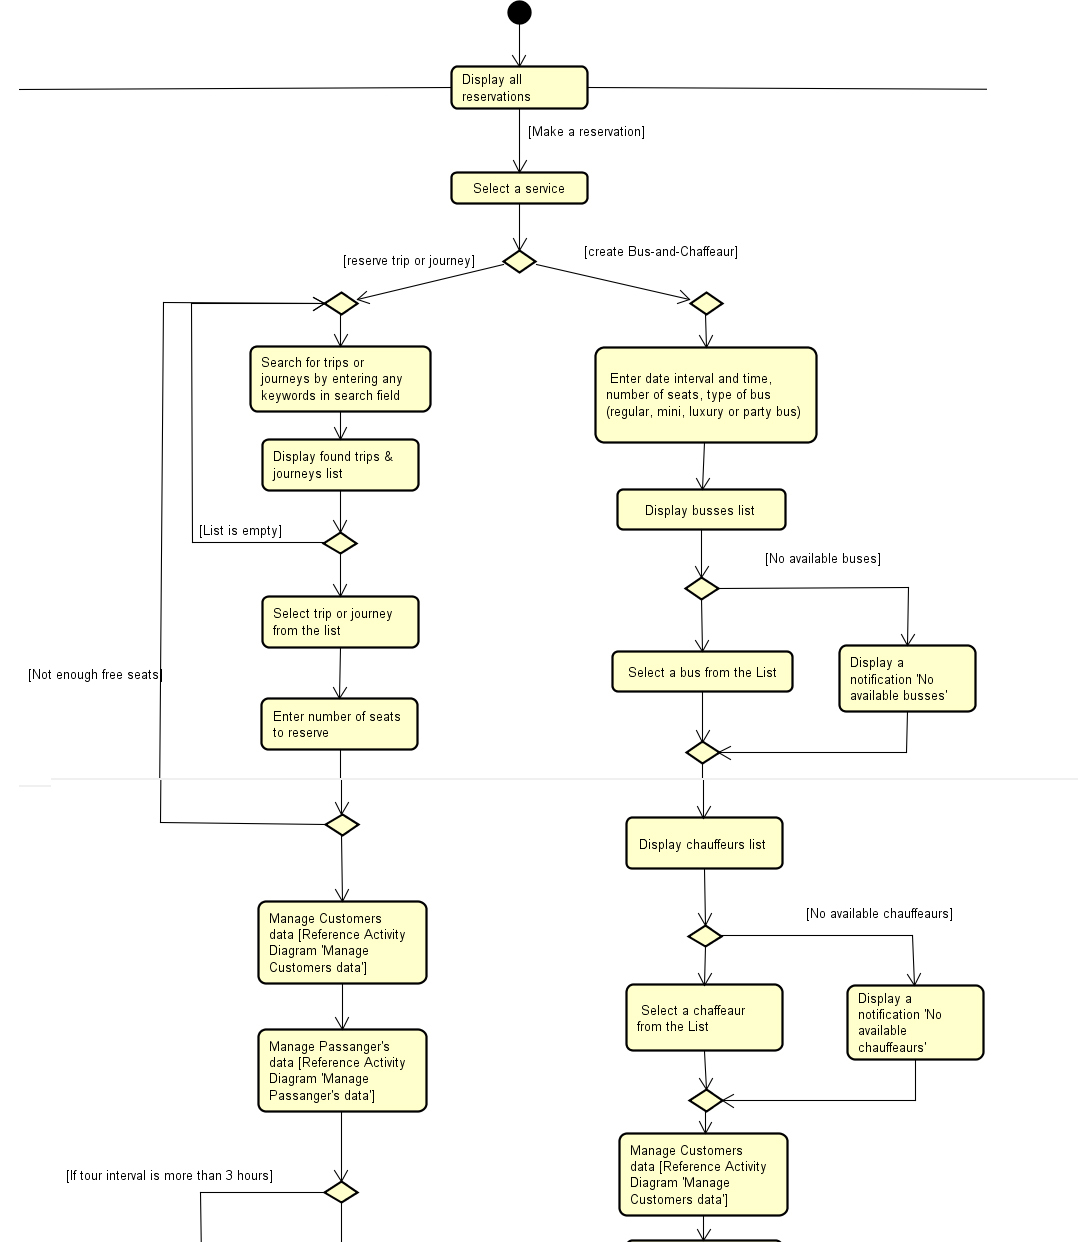 Display all
reservations
[Make a reservation]
Select a service
[reserve trip or journey]
[create Bus-and-Chaffeaur]
Search for trips or
journeys by entering any
keywords in search field
Enter date interval and time,
number of seats, type of bus
(regular, mini, luxury or party bus)
Display found trips &
journeys list
Display busses list
[List is empty]
[No available buses]
Select trip or journey
from the list
Select a bus from the List
Display a
notification 'No
available busses'
[Not enough free seats]
Enter number of seats
to reserve
Display chauffeurs list
Manage Customers
data [Reference Activity
Diagram 'Manage
Customers data']
[No available chauffeaurs]
Select a chaffeaur
from the List
Display a
notification 'No
available
chauffeaurs'
Manage Passanger's
data [Reference Activity
Diagram 'Manage
Passanger's data']
[If tour interval is more than 3 hours]
Manage Customers
data [Reference Activity
Diagram 'Manage
Customers data']